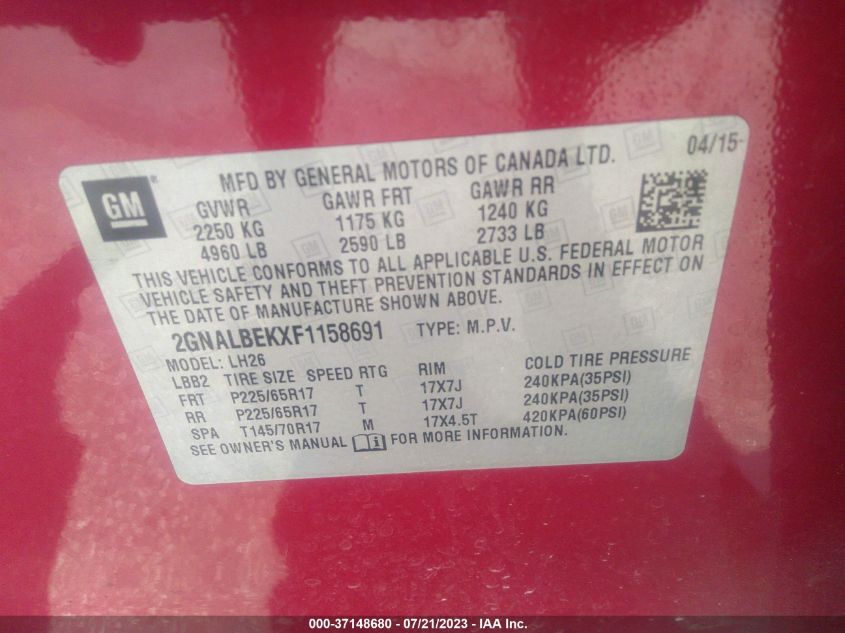 GM
MFD BY GENERAL MOTORS OF CANADA LTD.
04/15
GVWR GAWR FRT GAWR RR
2250 KG 1175 KG 1240 KG
4960 LB 2590 LB 2733 LB
THIS VEHICLE CONFORMS TO ALL APPLICABLE U.S. FEDERAL MOTOR
VEHICLE SAFETY AND THEFT PREVENTION STANDARDS IN EFFECT ON
THE DATE OF MANUFACTURE SHOWN ABOVE.
2GNALBEKXF1158691 TYPE: M.P.V.
MODEL: LH26
LBB2 TIRE SIZE SPEED RTG RIM COLD TIRE PRESSURE
FRT P225/65R17 T 17X7J 240KPA(35PSI)
RR P225/65R17 T 17X7J 240KPA(35PSI)
SPA T145/70R17 M 17X4.5T 420KPA(60PSI)
SEE OWNER'S MANUAL FOR MORE INFORMATION.
000-37148680 / 07/21/2023 - IAA Inc.